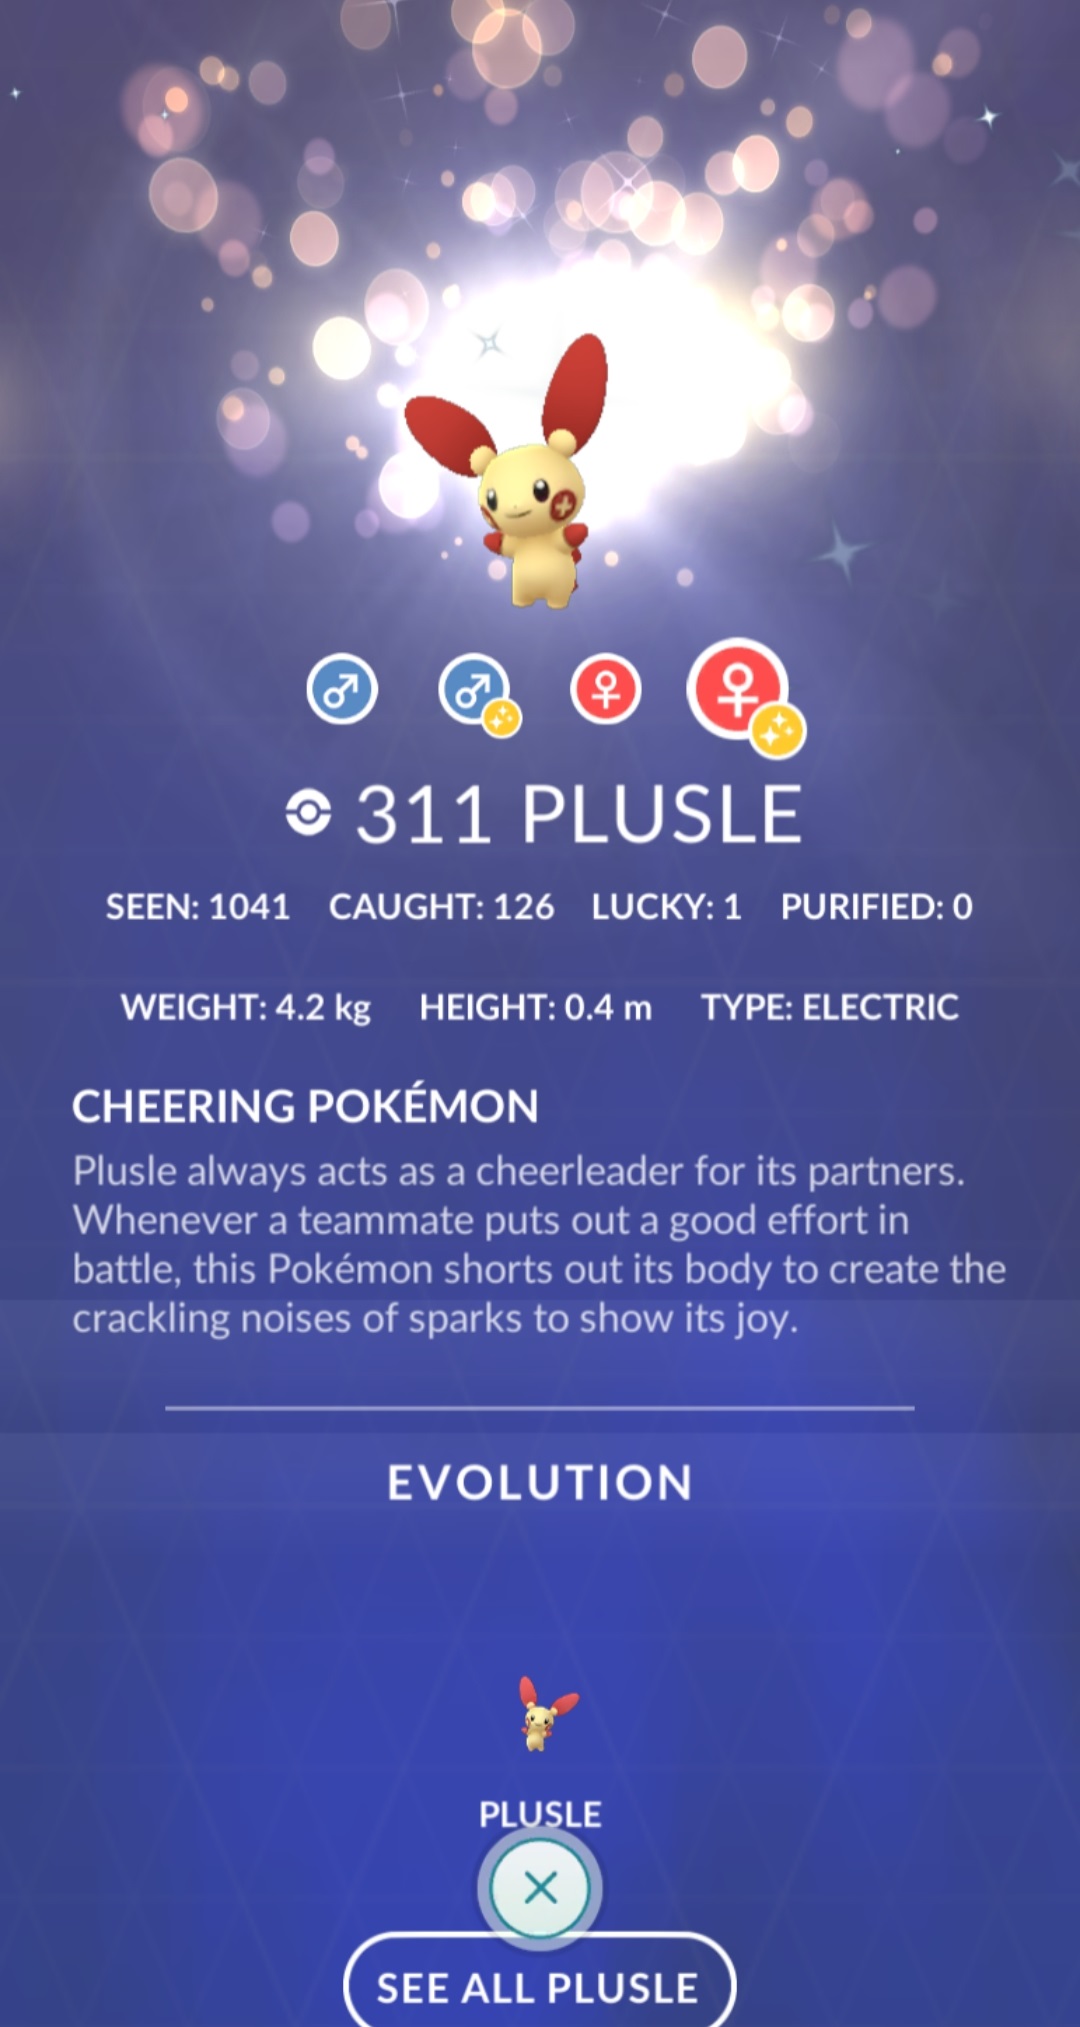 311 PLUSLE
SEEN: 1041 CAUGHT: 126 LUCKY: 1 PURIFIED: 0
WEIGHT: 4.2 kg HEIGHT: 0.4 m TYPE: ELECTRIC
CHEERING POKÉMON
Plusle always acts as a cheerleader for its partners.
Whenever a teammate puts out a good effort in
battle, this Pokémon shorts out its body to create the
crackling noises of sparks to show its joy.
EVOLUTION
PLUSLE
SEE ALL PLUSLE